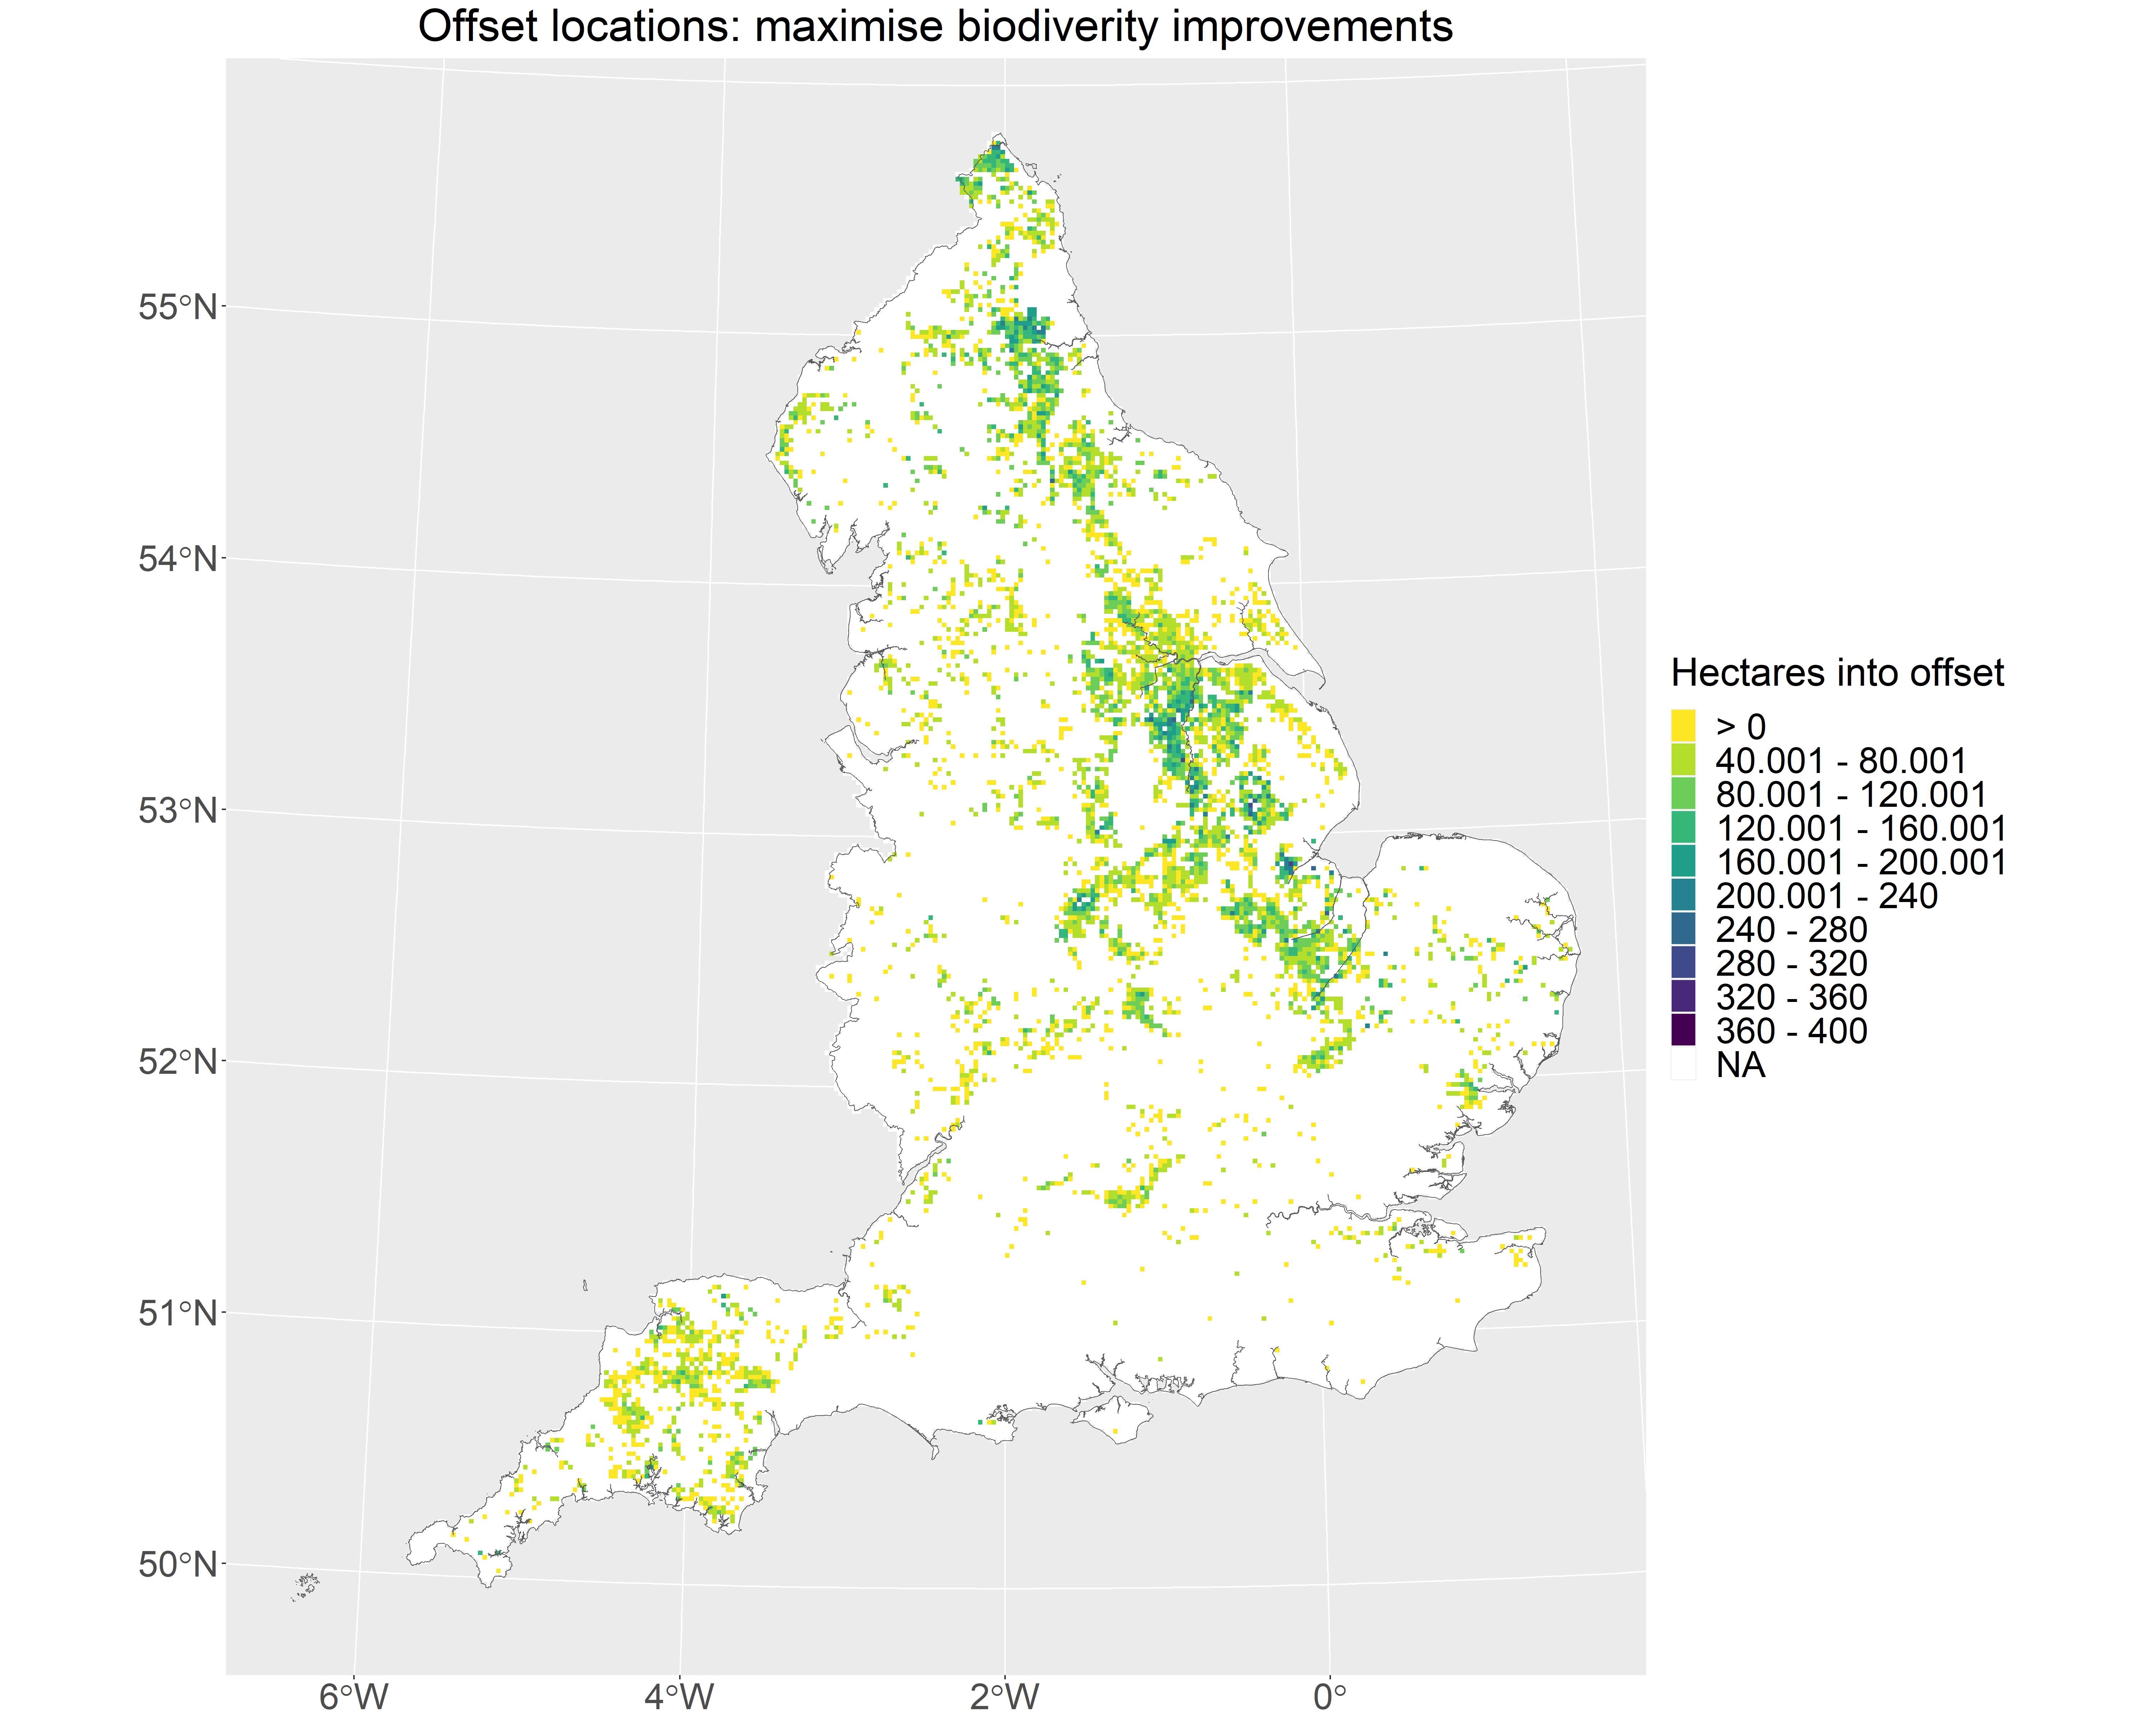 Offset locations: maximise biodiverity improvements
55°N
54°N
53°N
52°N
51°N
50°N
6°W
4°W
2°W
0°
Hectares into offset
> 0
40.001 - 80.001
80.001 - 120.001
120.001 - 160.001
160.001 - 200.001
200.001 - 240
240 - 280
280 - 320
320 - 360
360 - 400
NA